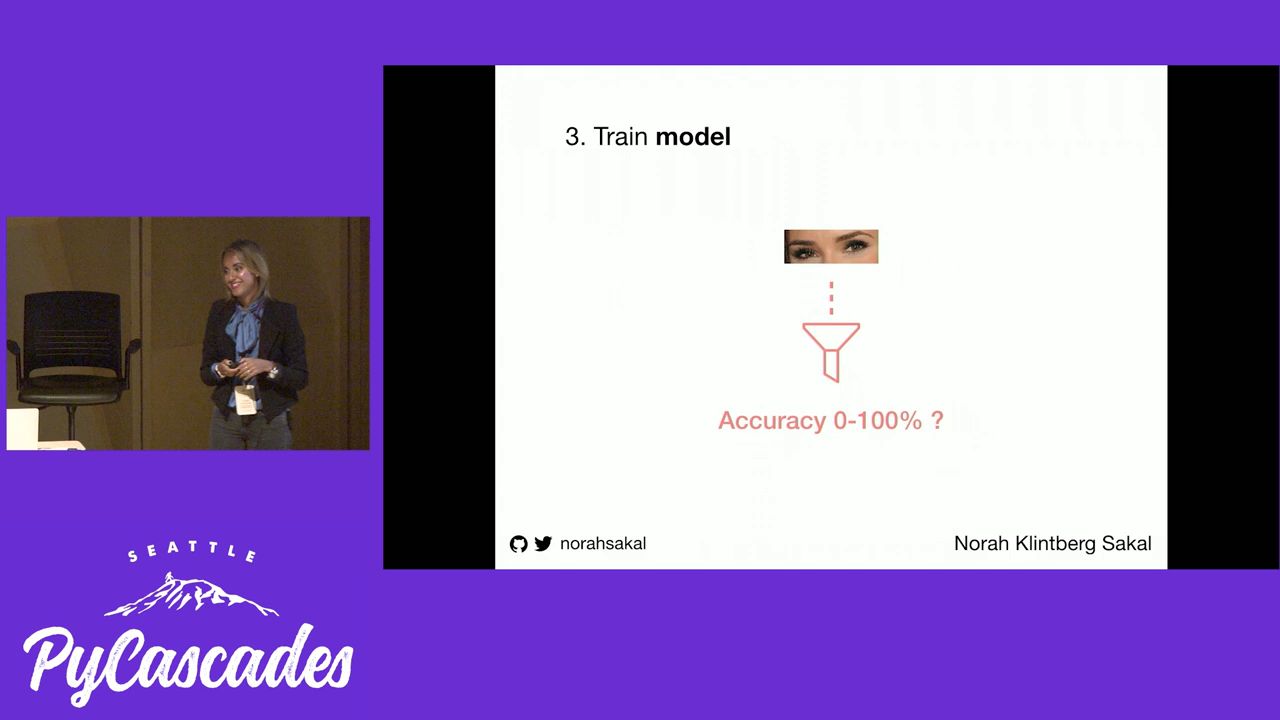 3. Train model
Accuracy 0-100% ?
norahsakal
Norah Klintberg Sakal
SEATTLE
PyCascades